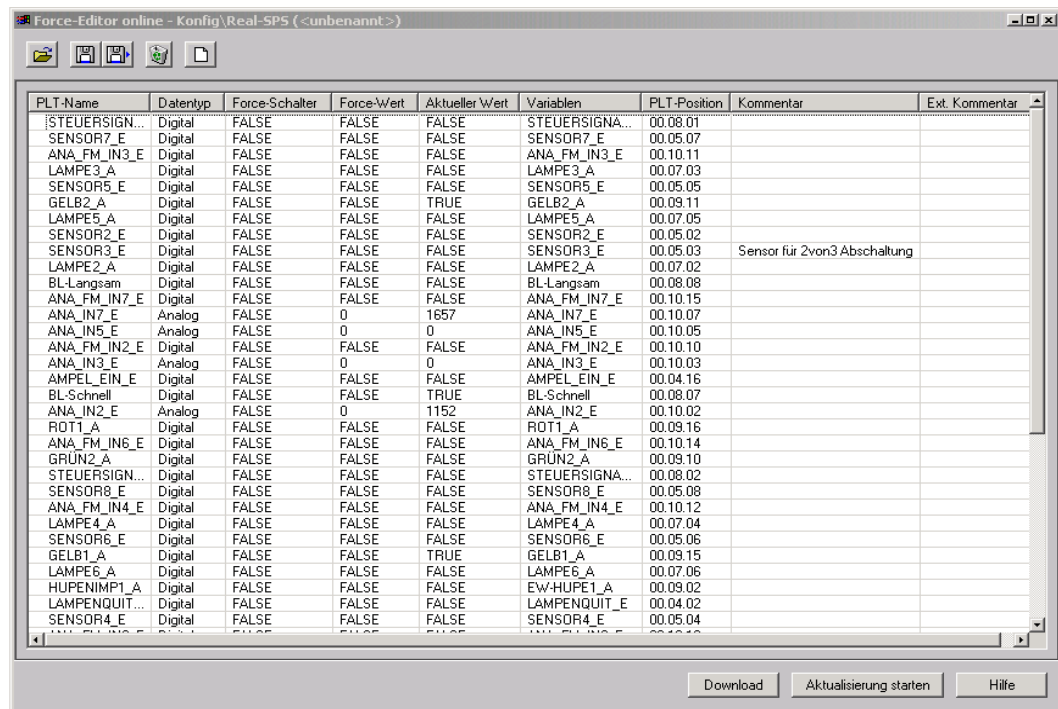 Force-Editor online - Konfig\Real-SPS (<unbenannt>)
PLT-Name Datentyp Force-Schalter Force-Wert Aktueller Wert Variablen PLT-Position Kommentar Ext. Kommentar
STEUERSIGN... Digital FALSE FALSE FALSE STEUERSIGNA... 00.08.01
SENSOR7_E Digital FALSE FALSE FALSE SENSOR7_E 00.05.07
ANA_FM_IN3_E Digital FALSE FALSE FALSE ANA_FM_IN3_E 00.10.11
LAMPE3_A Digital FALSE FALSE FALSE LAMPE3_A 00.07.03
SENSOR5_E Digital FALSE FALSE FALSE SENSOR5_E 00.05.05
GELB2_A Digital FALSE FALSE TRUE GELB2_A 00.09.11
LAMPE5_A Digital FALSE FALSE FALSE LAMPE5_A 00.07.05
SENSOR2_E Digital FALSE FALSE FALSE SENSOR2_E 00.05.02
SENSOR3_E Digital FALSE FALSE FALSE SENSOR3_E 00.05.03 Sensor für 2von3 Abschaltung
LAMPE2_A Digital FALSE FALSE FALSE LAMPE2_A 00.07.02
BL-Langsam Digital FALSE FALSE FALSE BL-Langsam 00.08.08
ANA_FM_IN7_E Digital FALSE FALSE FALSE ANA_FM_IN7_E 00.10.15
ANA_IN7_E Analog FALSE 0 1657 ANA_IN7_E 00.10.07
ANA_IN5_E Analog FALSE 0 0 ANA_IN5_E 00.10.05
ANA_FM_IN2_E Digital FALSE FALSE FALSE ANA_FM_IN2_E 00.10.10
ANA_IN3_E Analog FALSE 0 0 ANA_IN3_E 00.10.03
AMPEL_EIN_E Digital FALSE FALSE FALSE AMPEL_EIN_E 00.04.16
BL-Schnell Digital FALSE FALSE TRUE BL-Schnell 00.08.07
ANA_IN2_E Analog FALSE 0 1152 ANA_IN2_E 00.10.02
ROT1_A Digital FALSE FALSE FALSE ROT1_A 00.09.16
ANA_FM_IN6_E Digital FALSE FALSE FALSE ANA_FM_IN6_E 00.10.14
GRÜN2_A Digital FALSE FALSE FALSE GRÜN2_A 00.09.10
STEUERSIGN... Digital FALSE FALSE FALSE STEUERSIGNA... 00.08.02
SENSOR8_E Digital FALSE FALSE FALSE SENSOR8_E 00.05.08
ANA_FM_IN4_E Digital FALSE FALSE FALSE ANA_FM_IN4_E 00.10.12
LAMPE4_A Digital FALSE FALSE FALSE LAMPE4_A 00.07.04
SENSOR6_E Digital FALSE FALSE FALSE SENSOR6_E 00.05.06
GELB1_A Digital FALSE FALSE TRUE GELB1_A 00.09.15
LAMPE6_A Digital FALSE FALSE FALSE LAMPE6_A 00.07.06
HUPENIMP1_A Digital FALSE FALSE FALSE EW-HUPE1_A 00.09.02
LAMPENQUIT... Digital FALSE FALSE FALSE LAMPENQUIT_E 00.04.02
SENSOR4_E Digital FALSE FALSE FALSE SENSOR4_E 00.05.04
Download Aktualisierung starten Hilfe